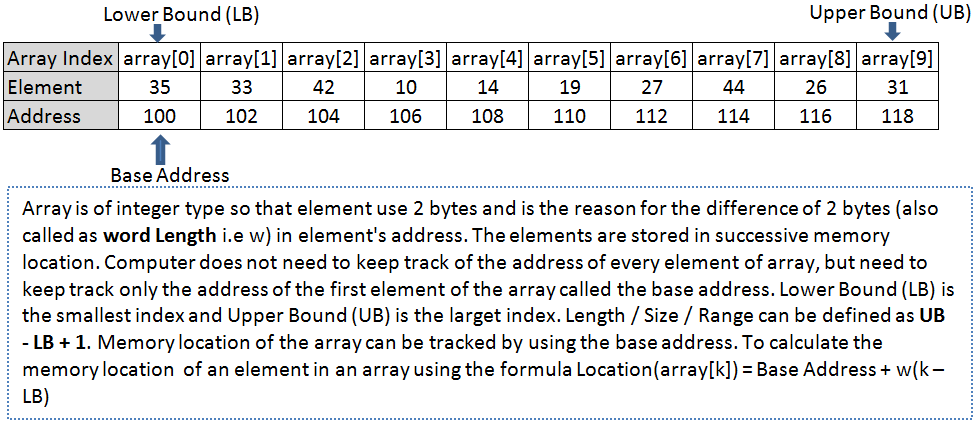 Lower Bound (LB) Upper Bound (UB)
Array Index array[0] array[1] array[2] array[3] array[4] array[5] array[6] array[7] array[8] array[9]
Element 35 33 42 10 14 19 27 44 26 31
Address 100 102 104 106 108 110 112 114 116 118
Base Address
Array is of integer type so that element use 2 bytes and is the reason for the difference of 2 bytes (also
called as word Length i.e w) in element's address. The elements are stored in successive memory
location. Computer does not need to keep track of the address of every element of array, but need to
keep track only the address of the first element of the array called the base address. Lower Bound (LB) is
the smallest index and Upper Bound (UB) is the larget index. Length / Size / Range can be defined as UB
- LB + 1. Memory location of the array can be tracked by using the base address. To calculate the
memory location of an element in an array using the formula Location(array[k]) = Base Address + w(k –
LB)